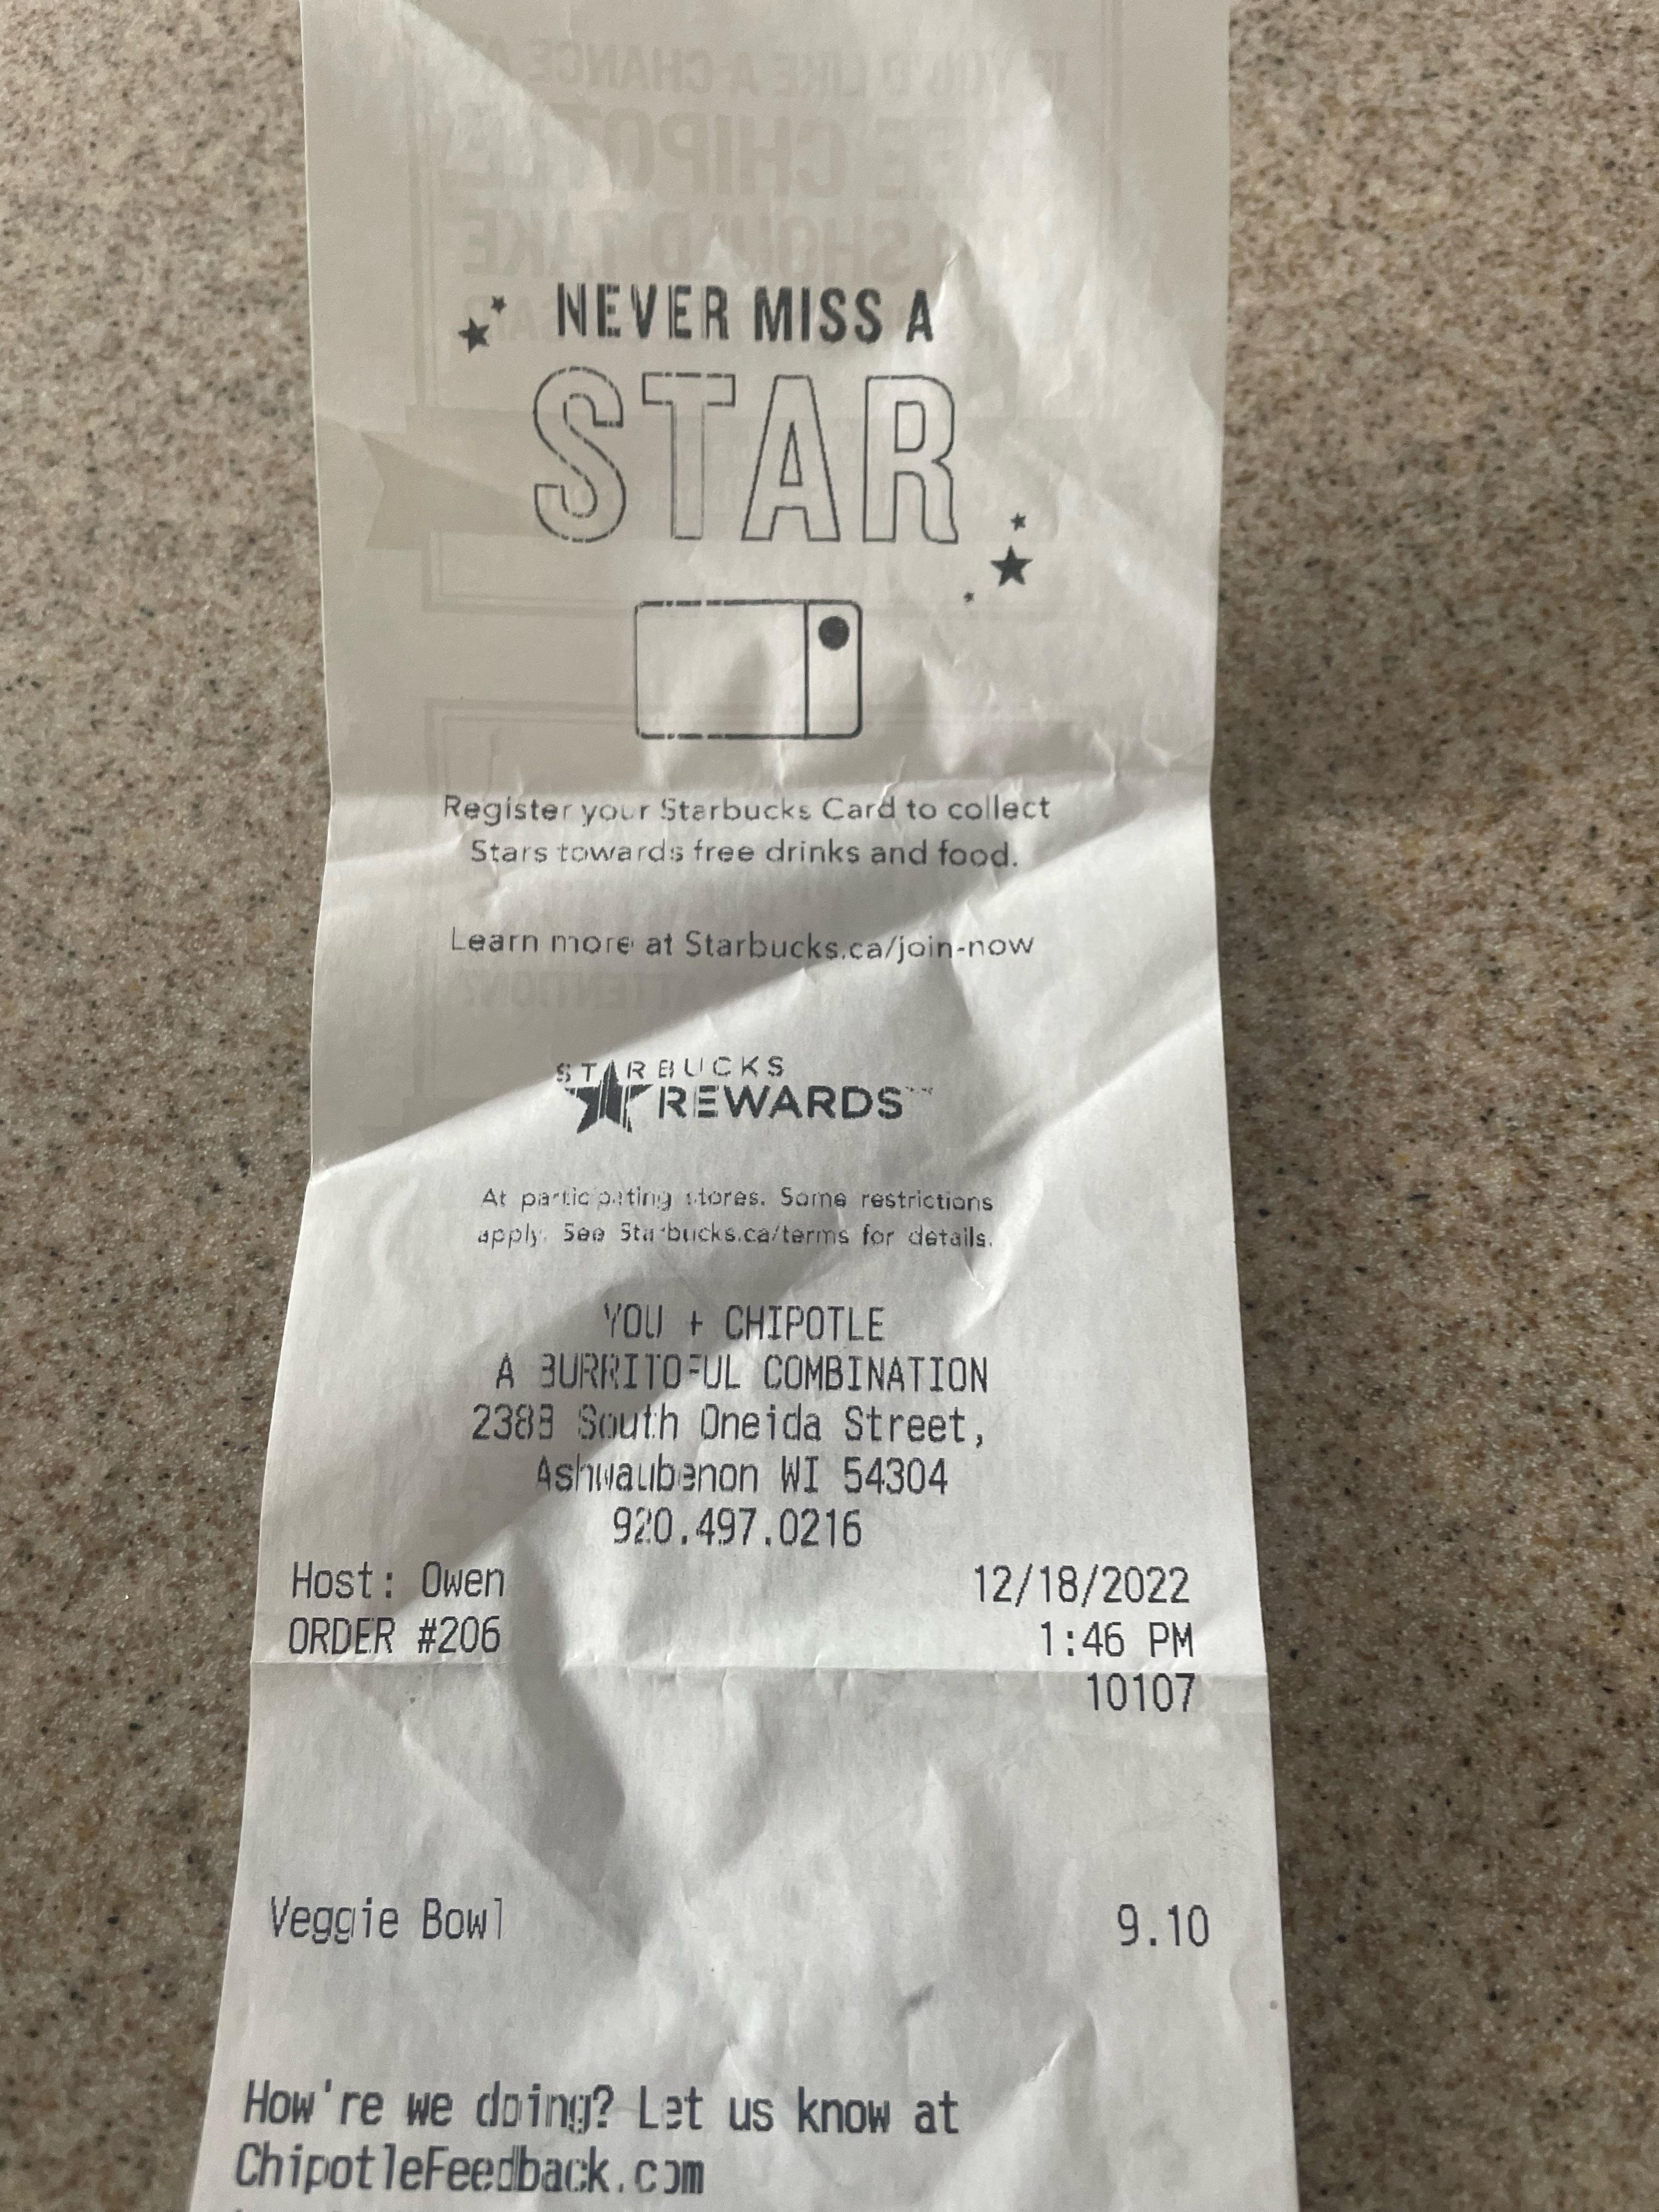 NEVER MISS A
STAR
Register your Starbucks Card to collect
Stars towards free drinks and food.
Learn more at Starbucks.ca/join-now
STARBUCKS
REWARDS™
At participating stores. Some restrictions
apply. See Starbucks.ca/terms for details.
YOU + CHIPOTLE
A BURRITOFUL COMBINATION
South Oneida Street,
Ashwaubenon WI 54304
920.497.0216
Host: Owen 12/18/2022
ORDER #206 1:46 PM
10107
Veggie Bowl 9.10
How're we doing? Let us know at
ChipotleFeedback.com